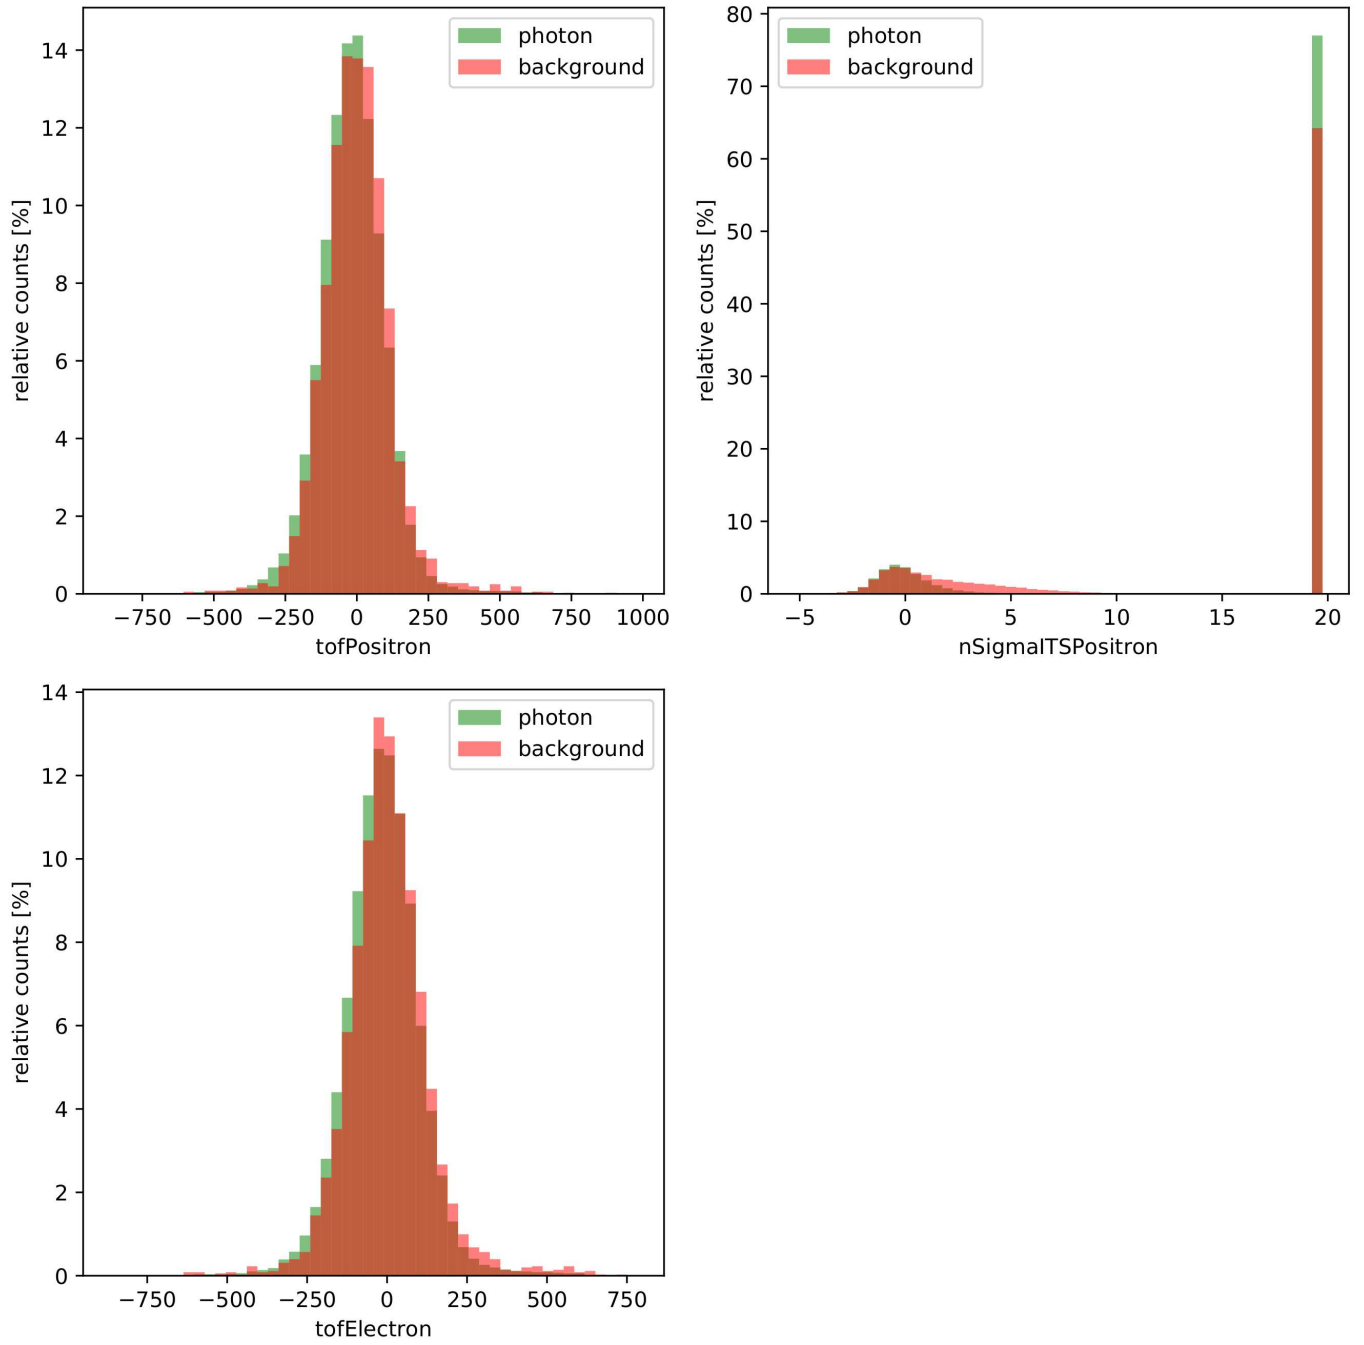 photon
background
14
12
10
8
6
4
2
0
relative counts [%]
−750 −500 −250 0 250 500 750 1000
tofPositron
photon
background
80
70
60
50
40
30
20
10
0
relative counts [%]
−5 0 5 10 15 20
nSigmaITSPositron
photon
background
14
12
10
8
6
4
2
0
relative counts [%]
−750 −500 −250 0 250 500 750
tofElectron